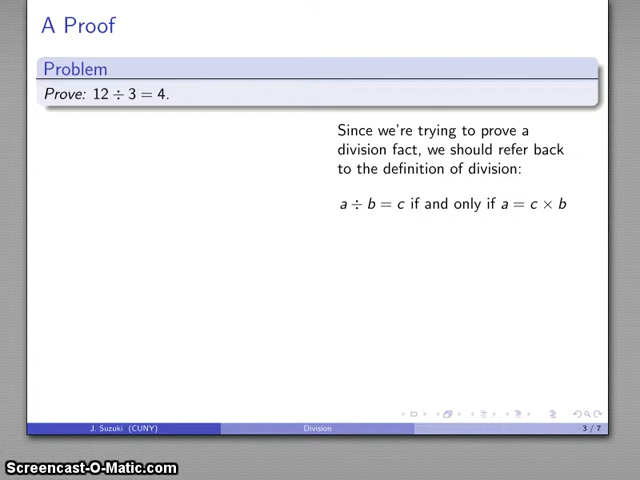 A Proof
Problem
Prove: 12 ÷ 3 = 4.
Since we're trying to prove a
division fact, we should refer back
to the definition of division:
a ÷ b = c if and only if a = c × b
J. Suzuki (CUNY)
Division
3 / 7
Screencast-O-Matic.com